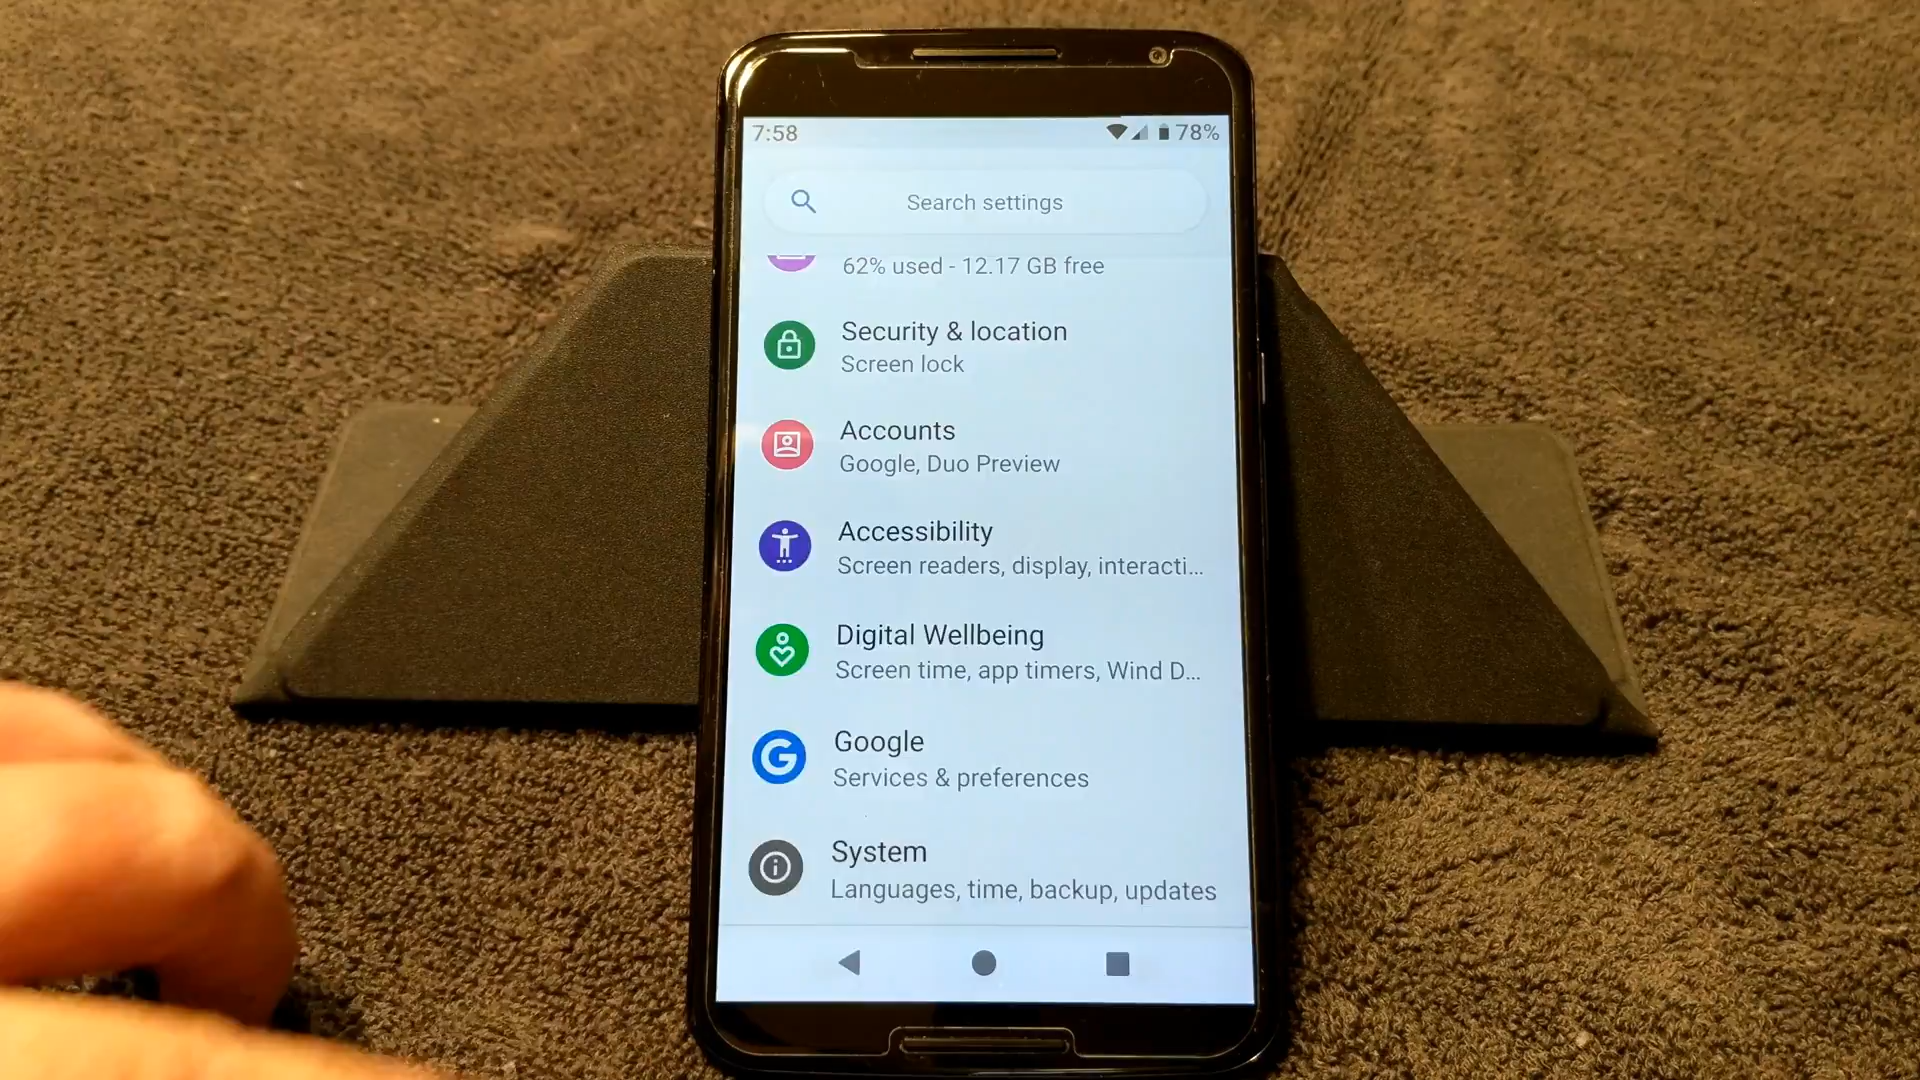 7:58
78%
Search settings
62% used - 12.17 GB free
Security & location
Screen lock
Accounts
Google, Duo Preview
Accessibility
Screen readers, display, interacti...
Digital Wellbeing
Screen time, app timers, Wind D...
Google
Services & preferences
System
Languages, time, backup, updates